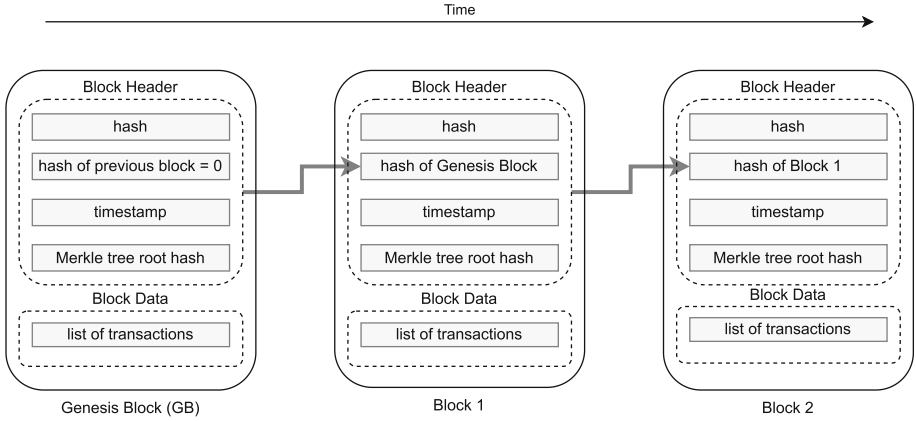 Time
Block Header
hash
hash of previous block = 0
timestamp
Merkle tree root hash
Block Data
list of transactions
Genesis Block (GB)
Block Header
hash
hash of Genesis Block
timestamp
Merkle tree root hash
Block Data
list of transactions
Block 1
Block Header
hash
hash of Block 1
timestamp
Merkle tree root hash
Block Data
list of transactions
Block 2